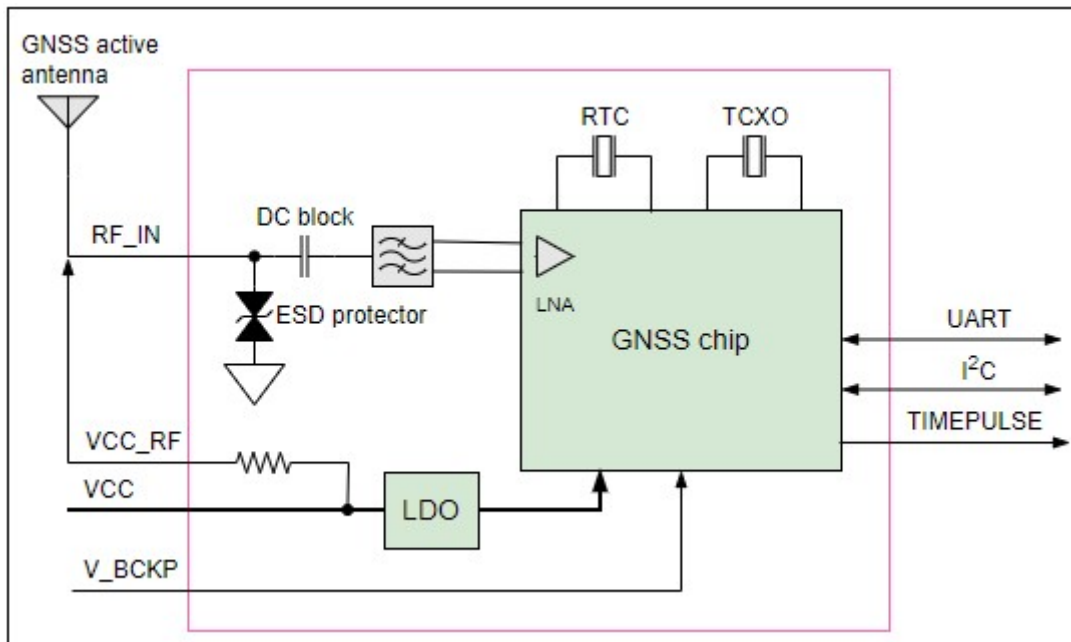 GNSS active
antenna
RTC
TCXO
DC block
RF_IN
LNA
ESD protector
GNSS chip
UART
I²C
TIMEPULSE
VCC_RF
VCC
LDO
V_BCKP